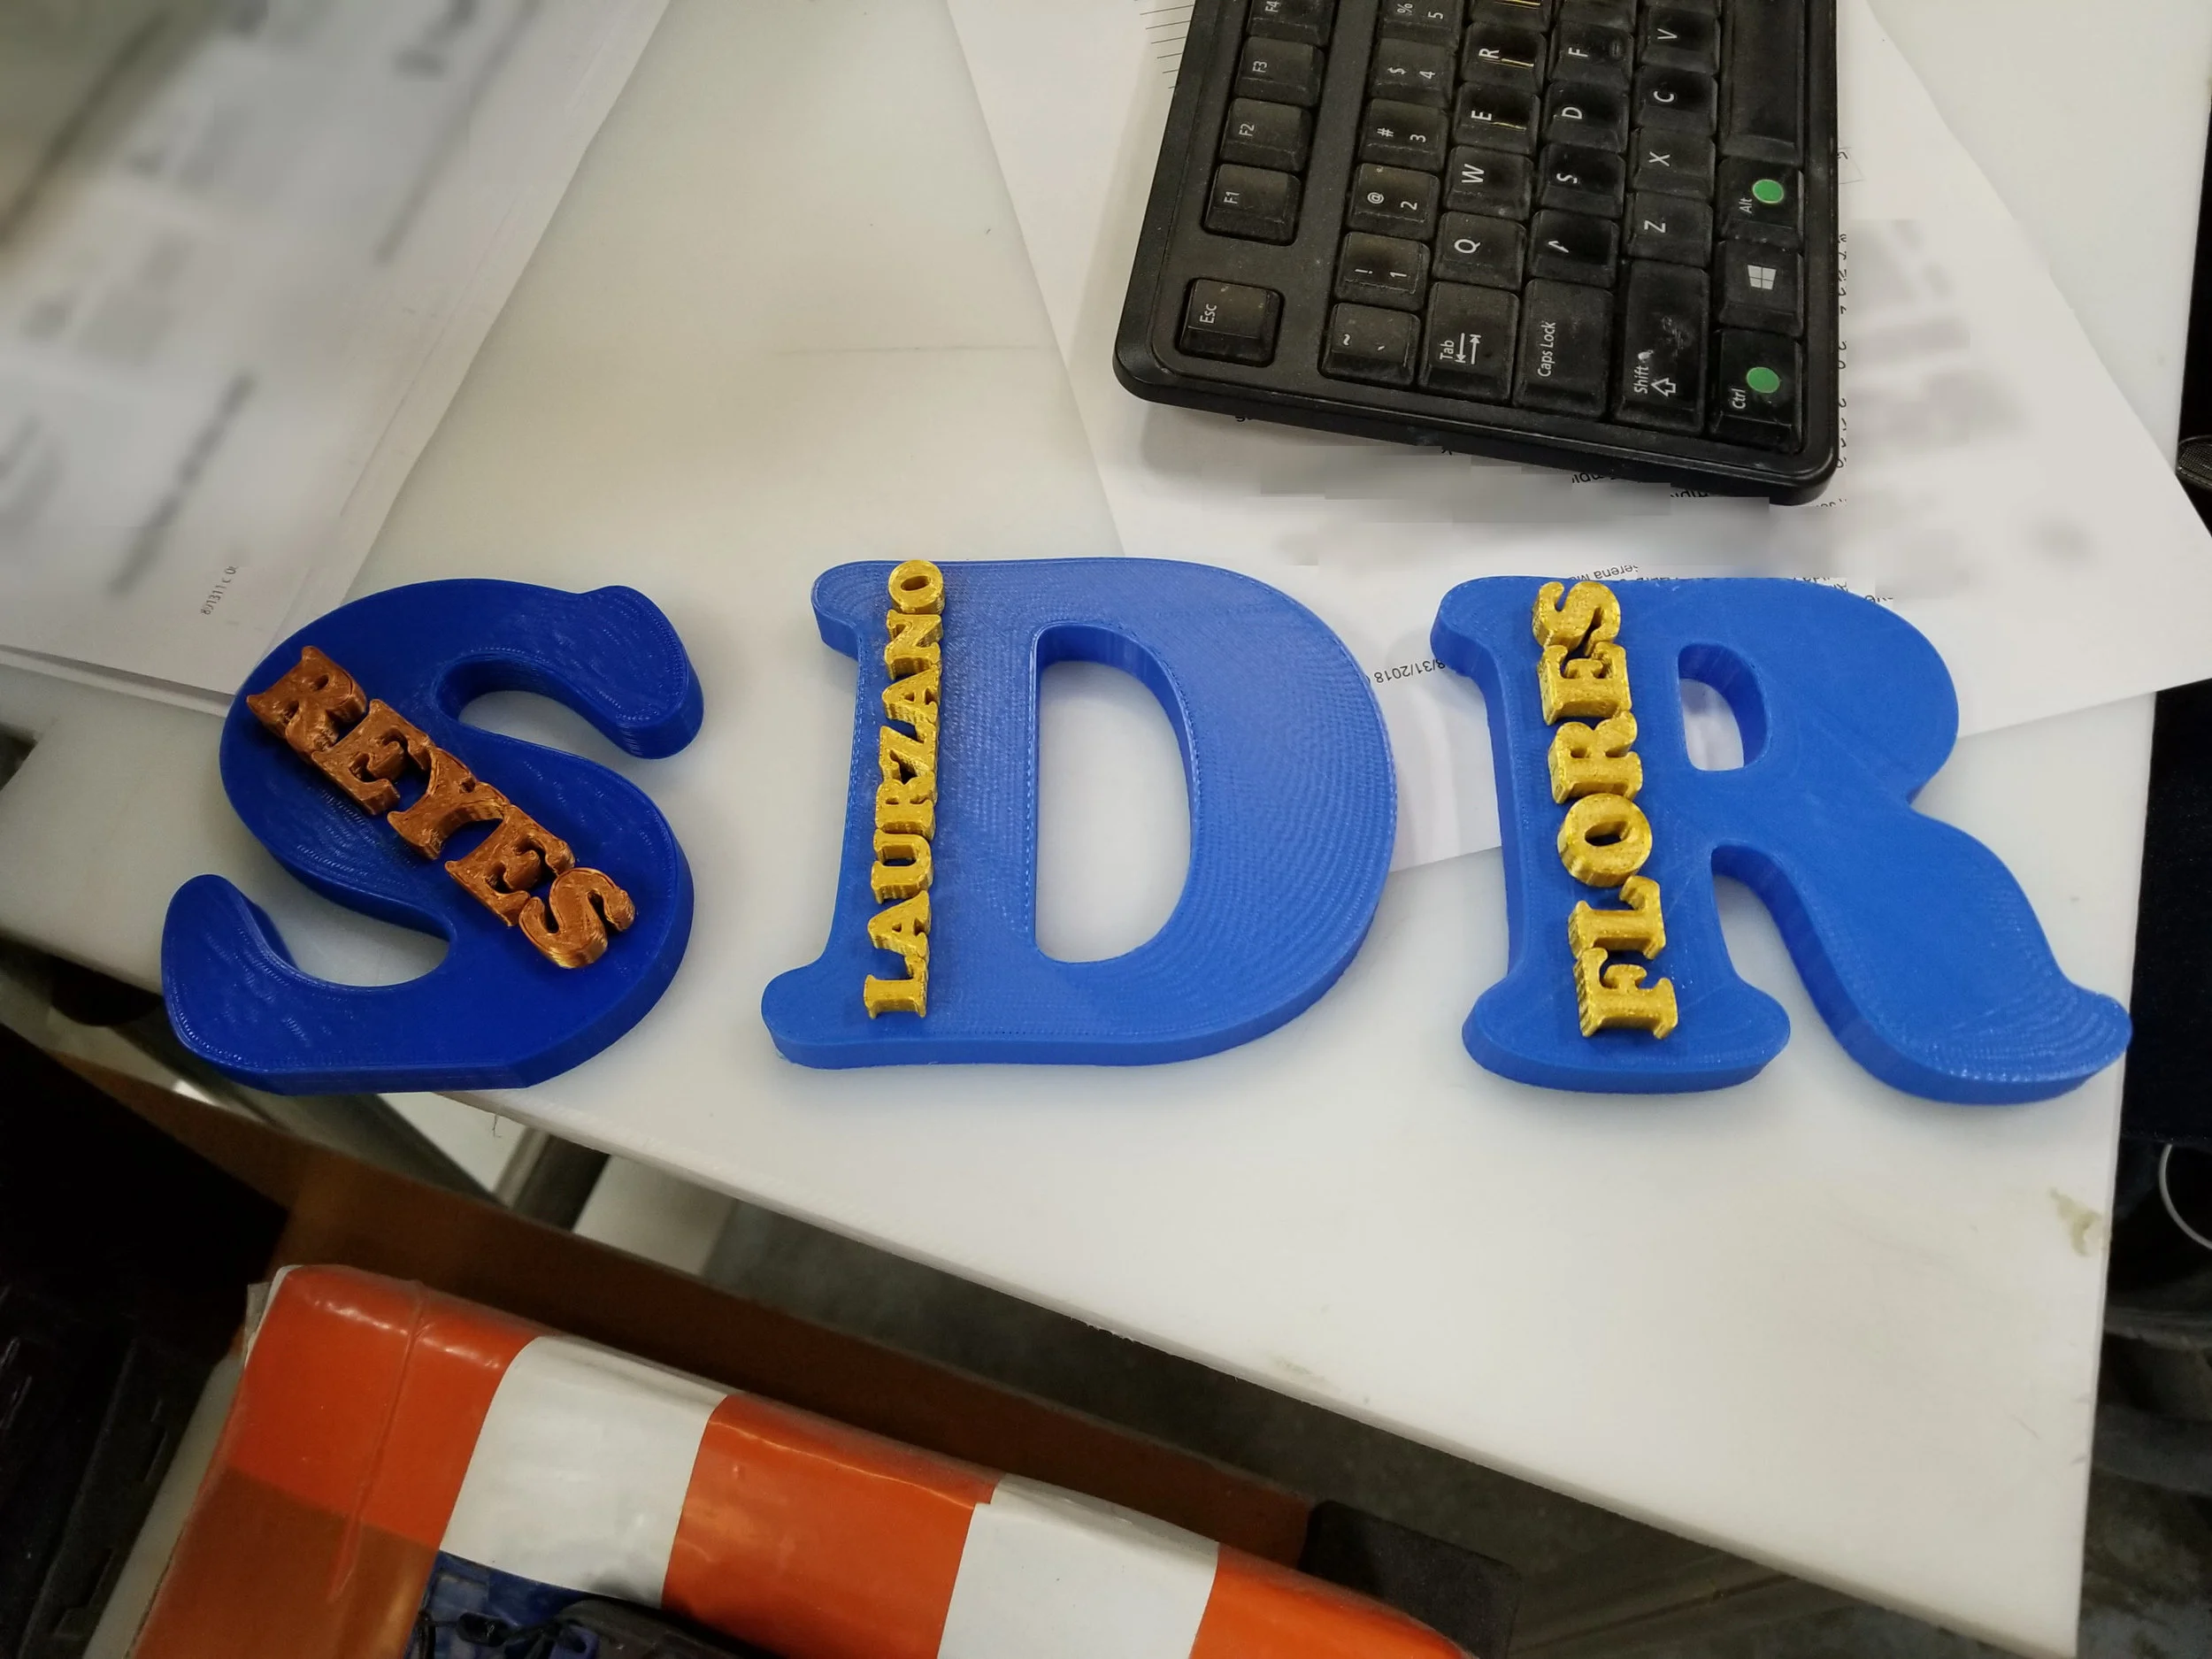 F4
F3
F2
F1
Esc
% 5
$ 4
# 3
@ 2
! 1
~ `
R
E
W
Q
Tab
F
D
S
A
Caps Lock
V
C
X
Z
Shift
Alt
Ctrl
8/31/2018
S
REYES
D
LAURZANO
R
FLORES